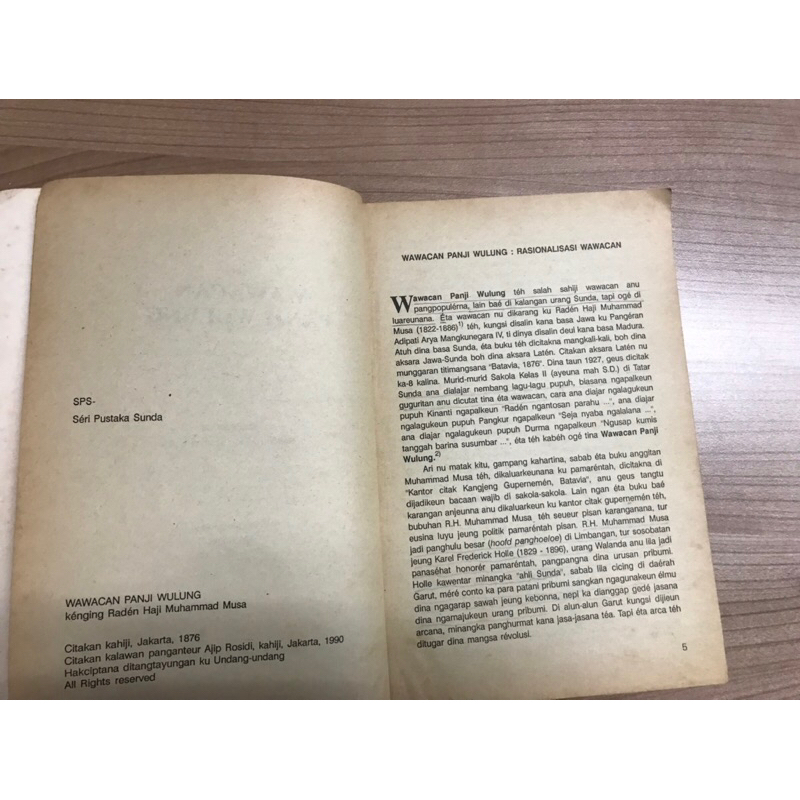 SPS-
Séri Pustaka Sunda
WAWACAN PANJI WULUNG
kénging Radén Haji Muhammad Musa
Citakan kahiji, Jakarta, 1876
Citakan kalawan panganteur Ajip Rosidi, kahiji, Jakarta, 1990
Hakciptana ditangtayungan ku Undang-undang
All Rights reserved
WAWACAN PANJI WULUNG : RASIONALISASI WAWACAN
Wawacan Panji Wulung téh salah sahiji wawacan anu
pangpopulérna, lain baé di kalangan urang Sunda, tapi ogé di
luareunana. Éta wawacan nu dikarang ku Radén Haji Muhammad
Musa (1822-1886)1) téh, kungsi disalin kana basa Jawa ku Pangéran
Adipati Arya Mangkunegara IV, ti dinya disalin deui kana basa Madura.
Atuh dina basa Sunda, éta buku téh dicitakna mangkali-kali, boh dina
aksara Jawa-Sunda boh dina aksara Latén. Citakan aksara Latén nu
munggaran titimangsana "Batavia, 1876". Dina taun 1927, geus dicitak
ka-8 kalina. Murid-murid Sakola Kelas II (ayeuna mah S.D.) di Tatar
Sunda ana dialajar nembang lagu-lagu pupuh, biasana ngapalkeun
guguritan anu dicutat tina éta wawacan, cara ana diajar ngalagukeun
pupuh Kinanti ngapalkeun "Radén ngantosan parahu ...", ana diajar
ngalagukeun pupuh Pangkur ngapalkeun "Seja nyaba ngalalana ...",
ana diajar ngalagukeun pupuh Durma ngapalkeun "Ngusap kumis
tanggah barina susumbar ...", éta téh kabéh ogé tina Wawacan Panji
Wulung.2)
Ari nu matak kitu, gampang kahartina, sabab éta buku anggitan
Muhammad Musa téh, dikaluarkeunana ku pamaréntah, dicitakna di
"Kantor citak Kangjeng Gupernemén, Batavia", anu geus tangtu
dijadikeun bacaan wajib di sakola-sakola. Lain ngan éta buku baé
karangan anjeunna anu dikaluarkeun ku kantor citak gupernemén téh,
bubuhan R.H. Muhammad Musa téh seueur pisan karanganana, tur
eusina luyu jeung politik pamaréntah pisan. R.H. Muhammad Musa
jadi panghulu besar (hoofd panghoeloe) di Limbangan, tur sosobatan
jeung Karel Frederick Holle (1829 - 1896), urang Walanda anu lila jadi
panaséhat honorér pamaréntah, pangpangna dina urusan pribumi.
Holle kawentar minangka "ahli Sunda", sabab lila cicing di daérah
Garut, méré conto ka para patani pribumi sangkan ngagunakeun élmu
dina ngagarap sawah jeung kebonna, nepi ka dianggap gedé jasana
dina ngamajukeun urang pribumi. Di alun-alun Garut kungsi dijieun
arcana, minangka panghurmat kana jasa-jasana téa. Tapi éta arca téh
ditugar dina mangsa révolusi.
5